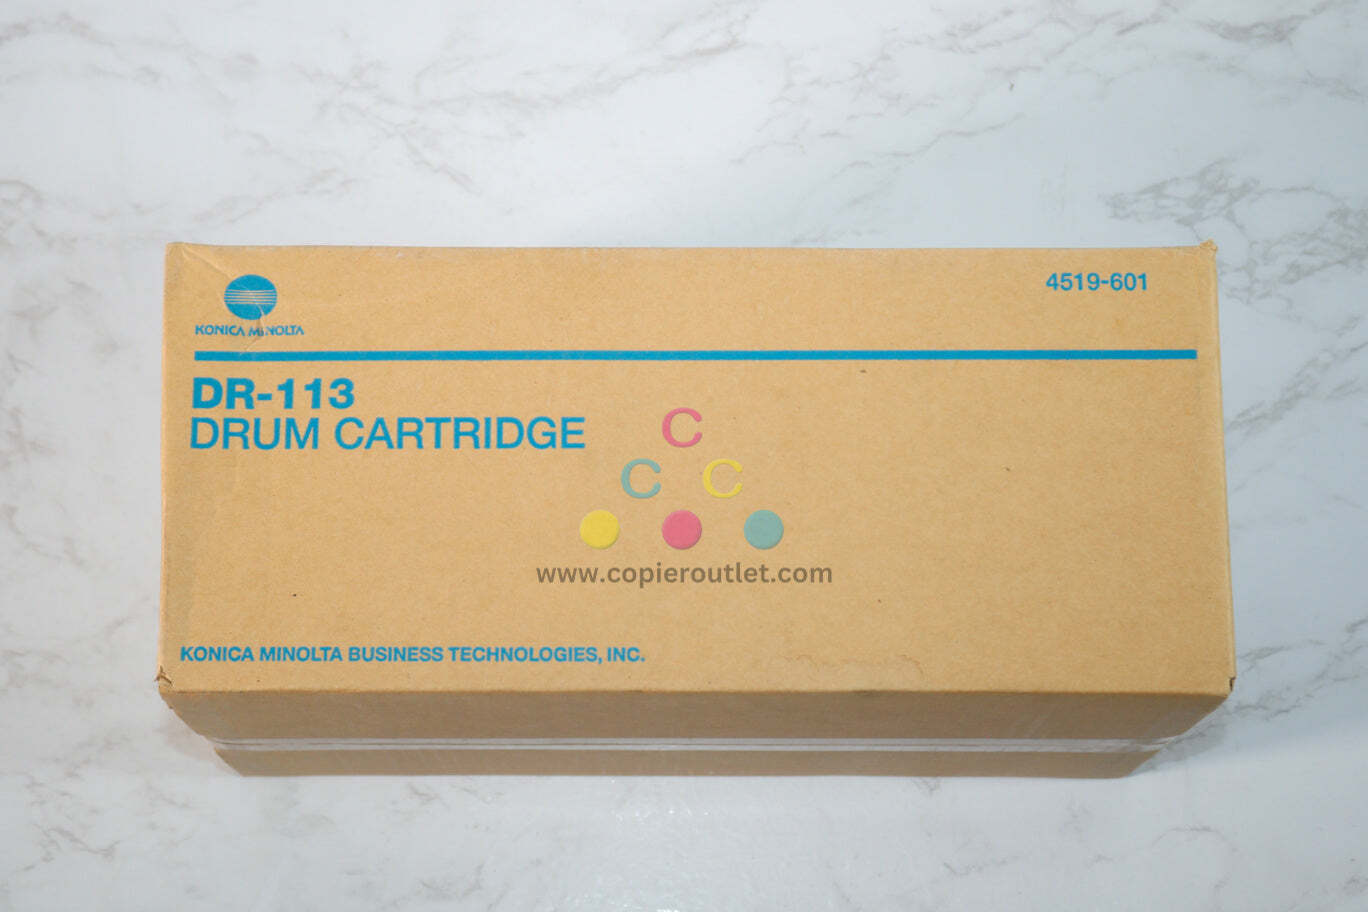 4519-601
KONICA MINOLTA
DR-113
DRUM CARTRIDGE
C
C C
www.copieroutlet.com
KONICA MINOLTA BUSINESS TECHNOLOGIES, INC.